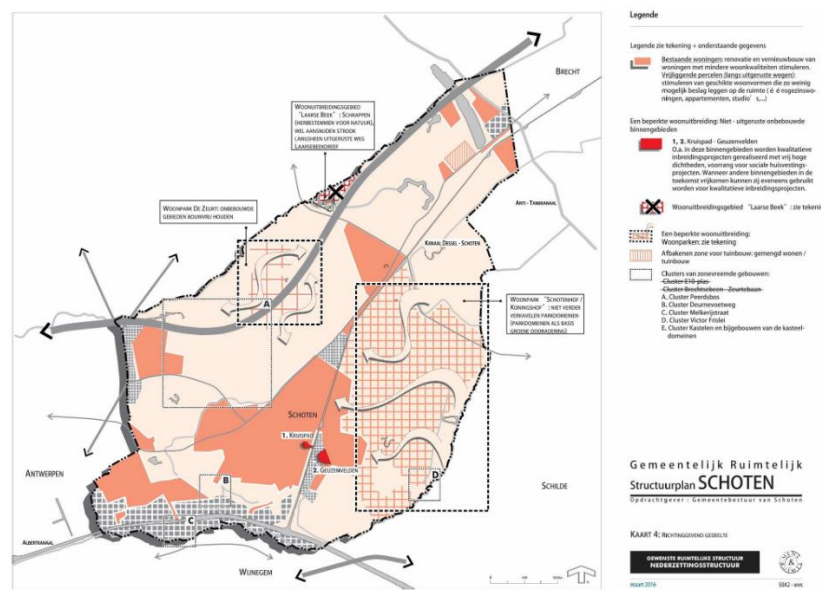 BRECHT
WOONUITBREIDINGSGEBIED
"LAARSE BEEK" : SCHRAPPEN
(HERBESTEMMEN VOOR NATUUR),
WEL AANSNIJDEN STROOK
LANGSHEEN UITGERUSTE WEG
LAARSEBEEKDREEF
WOONPARK DE ZEURT: ONBEBOUWDE
GEBIEDEN BOUWVRIJ HOUDEN
ANTI - TANKKANAAL
KANAAL DESSEL - SCHOTEN
A
WOONPARK "SCHOTENHOF /
KONINGSHOF" : NIET VERDER
VERKAVELEN PARKDOMEINEN
(PARKDOMEINEN ALS BASIS
GROENE DOORADERING)
SCHOTEN
1. KRUISPAD
2. GEUZENVELDEN
ANTWERPEN
B
C
D
SCHILDE
ALBERTKANAAL
WIJNEGEM
Legende
Legende zie tekening + onderstaande gegevens
Bestaande woningen: renovatie en vernieuwbouw van
woningen met mindere woonkwaliteiten stimuleren.
Vrijliggende percelen (langs uitgeruste wegen)
stimuleren van geschikte woonvormen die zo weinig
mogelijk beslag leggen op de ruimte ( é é ngezinswo-
ningen, appartementen, studio's,...)
Een beperkte woonuitbreiding: Niet - uitgeruste onbebouwde
binnengebieden
1, 2. Kruispad - Geuzenvelden
O.a. in deze binnengebieden worden kwalitatieve
inbreidingsprojecten gerealiseerd met vrij hoge
dichtheden, voorrang voor sociale huisvestings-
projecten. Wanneer andere binnengebieden in de
toekomst vrijkomen kunnen zij eveneens gebruikt
worden voor kwalitatieve inbreidingsprojecten.
Woonuitbreidingsgebied "Laarse Beek" : zie tekening
Een beperkte woonuitbreiding:
Woonparken: zie tekening
Afbakenen zone voor tuinbouw: gemengd wonen /
tuinbouw
Clusters van zonevreemde gebouwen:
Cluster E10-plas
Cluster Brechtsebaan - Zeurtebaan
A. Cluster Peerdsbos
B. Cluster Deurnevoetweg
C. Cluster Melkerijstraat
D. Cluster Victor Frislei
E. Cluster Kastelen en bijgebouwen van de kasteel-
domeinen
Gemeentelijk Ruimtelijk
Structuurplan SCHOTEN
Opdrachtgever : Gemeentebestuur van Schoten
KAART 4: RICHTINGGEVEND GEDEELTE
GEWENSTE RUIMTELIJKE STRUCTUUR
NEDERZETTINGSSTRUCTUUR
maart 2016